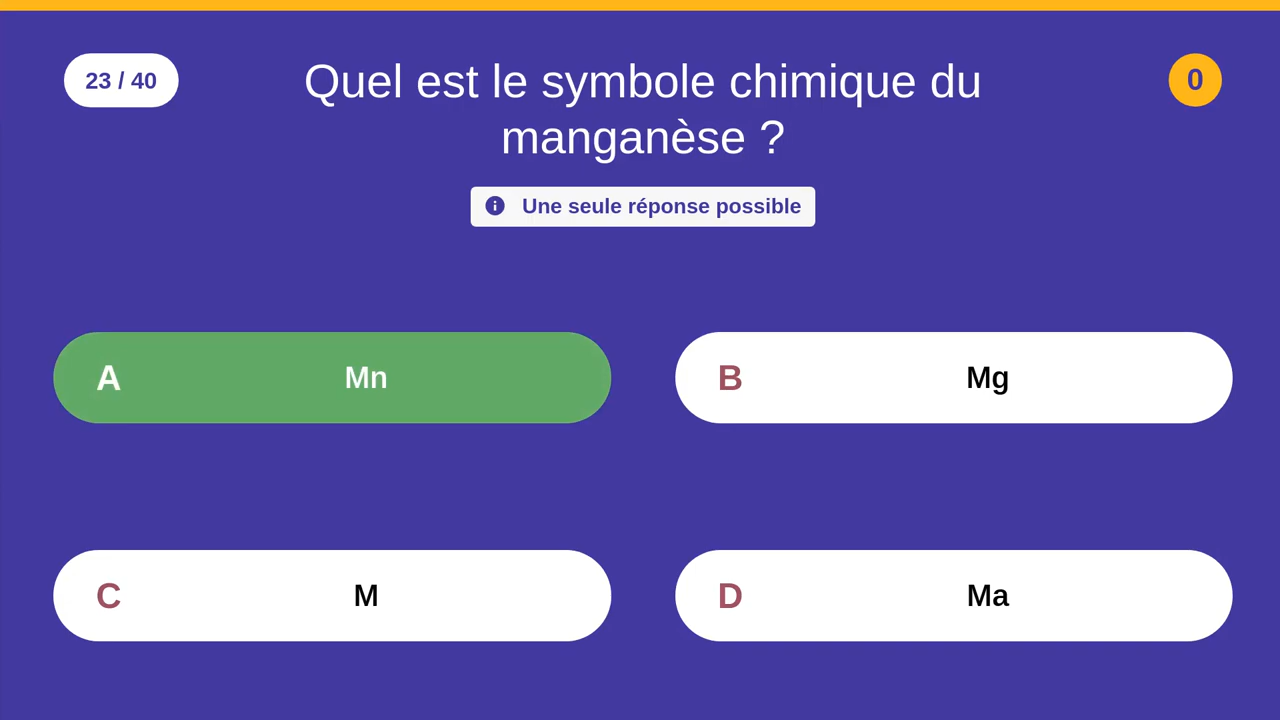 23 / 40
Quel est le symbole chimique du
manganèse ?
0
Une seule réponse possible
A Mn
B Mg
C M
D Ma